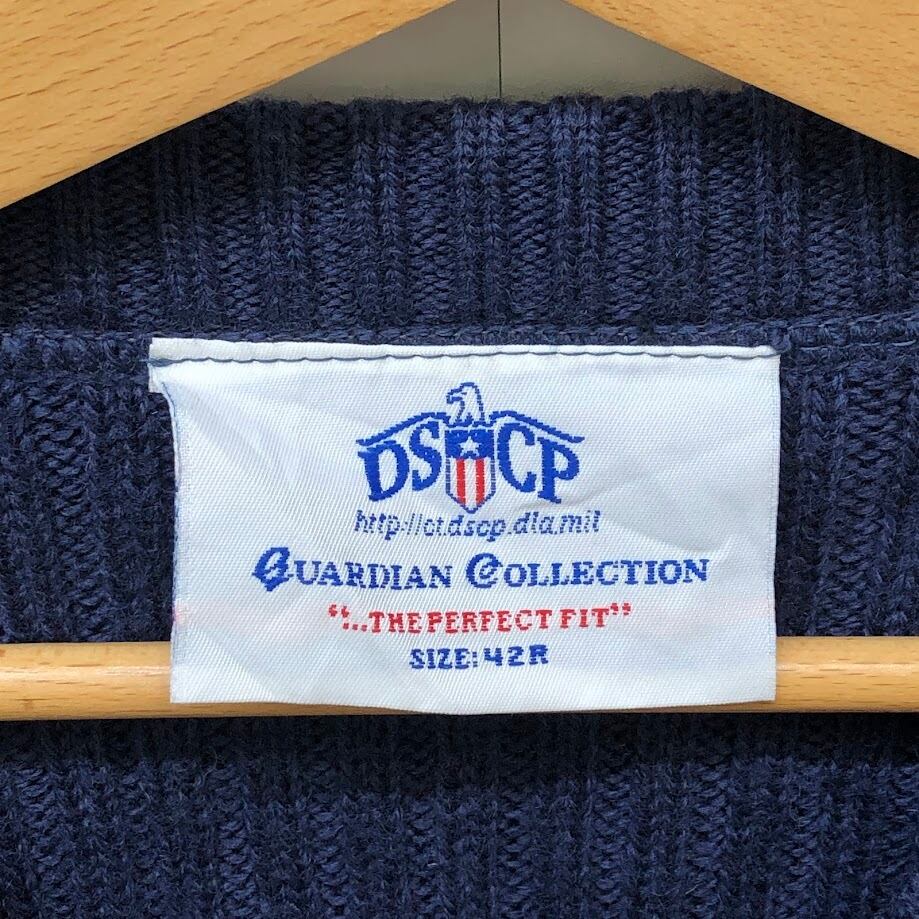 DSCP
http://ct.dscp.dla.mil
GUARDIAN COLLECTION
"...THE PERFECT FIT"
SIZE: 42R